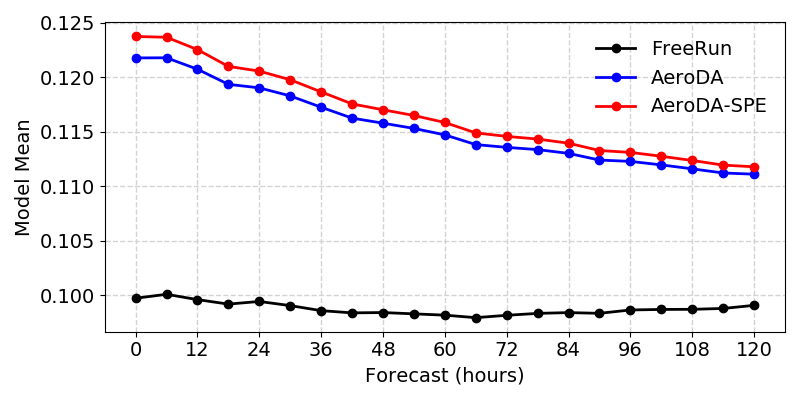 0.125
0.120
0.115
0.110
0.105
0.100
Model Mean
FreeRun
AeroDA
AeroDA-SPE
0 12 24 36 48 60 72 84 96 108 120
Forecast (hours)